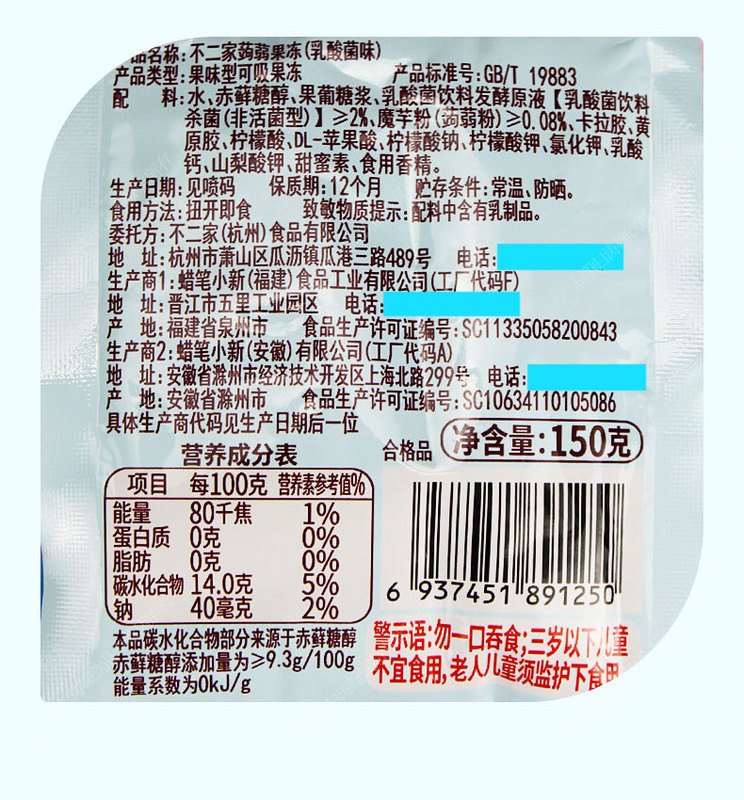 品名称:不二家蒟蒻果冻(乳酸菌味)
产品类型:果味型可吸果冻 产品标准号:GB/T 19883
配 料:水、赤藓糖醇、果葡糖浆、乳酸菌饮料发酵原液【乳酸菌饮料
杀菌(非活菌型)】≥2%、魔芋粉(蒟蒻粉)≥0.08%、卡拉胶、黄
原胶、柠檬酸、DL-苹果酸、柠檬酸钠、柠檬酸钾、氯化钾、乳酸
钙、山梨酸钾、甜蜜素、食用香精。
生产日期:见喷码 保质期:12个月 贮存条件:常温、防晒。
食用方法:扭开即食 致敏物质提示:配料中含有乳制品。
委托方:不二家(杭州)食品有限公司
地 址:杭州市萧山区瓜沥镇瓜港三路489号 电话:
生产商1:蜡笔小新(福建)食品工业有限公司(工厂代码F)
地 址:晋江市五里工业园区 电话:
产 地:福建省泉州市 食品生产许可证编号:SC11335058200843
生产商2:蜡笔小新(安徽)有限公司(工厂代码A)
地 址:安徽省滁州市经济技术开发区上海北路299号 电话:
产 地:安徽省滁州市 食品生产许可证编号:SC10634110105086
具体生产商代码见生产日期后一位
营养成分表
合格品 净含量:150克
项目 每100克 营养素参考值%
能量 80千焦 1%
蛋白质 0克 0%
脂肪 0克 0%
碳水化合物 14.0克 5%
钠 40毫克 2%
6 937451 891250
本品碳水化合物部分来源于赤藓糖醇
赤藓糖醇添加量为≥9.3g/100g
能量系数为0kJ/g
警示语:勿一口吞食;三岁以下儿童
不宜食用,老人儿童须监护下食用